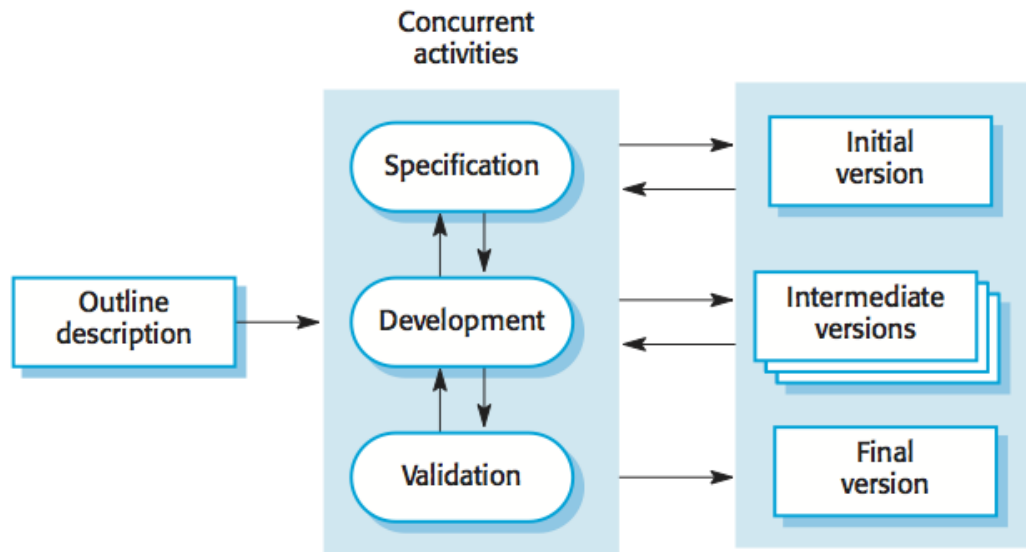 Concurrent
activities
Specification
Initial
version
Outline
description
Development
Intermediate
versions
Validation
Final
version